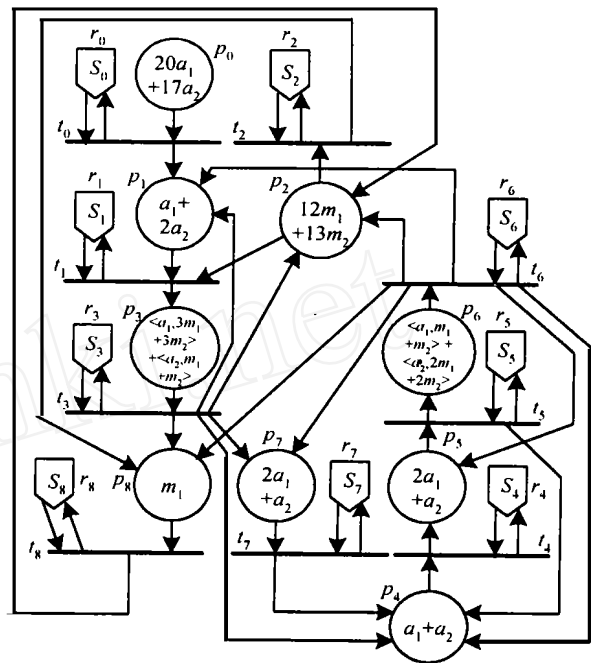 r₀
S₀
t₀
p₀
20a₁
+17a₂
r₂
S₂
t₂
r₁
S₁
t₁
p₁
a₁+
2a₂
p₂
12m₁
+13m₂
r₆
S₆
t₆
r₃
S₃
t₃
p₃
<a₁,3m₁
+3m₂>
+<a₂,m₁
+m₂>
p₆
<a₁,m₁
+m₂> +
<a₂,2m₁
+2m₂>
r₅
S₅
t₅
S₈
r₈
t₈
p₈
m₁
p₇
2a₁
+a₂
r₇
S₇
t₇
p₅
2a₁
+a₂
S₄
r₄
t₄
p₄
a₁+a₂
nkj.net